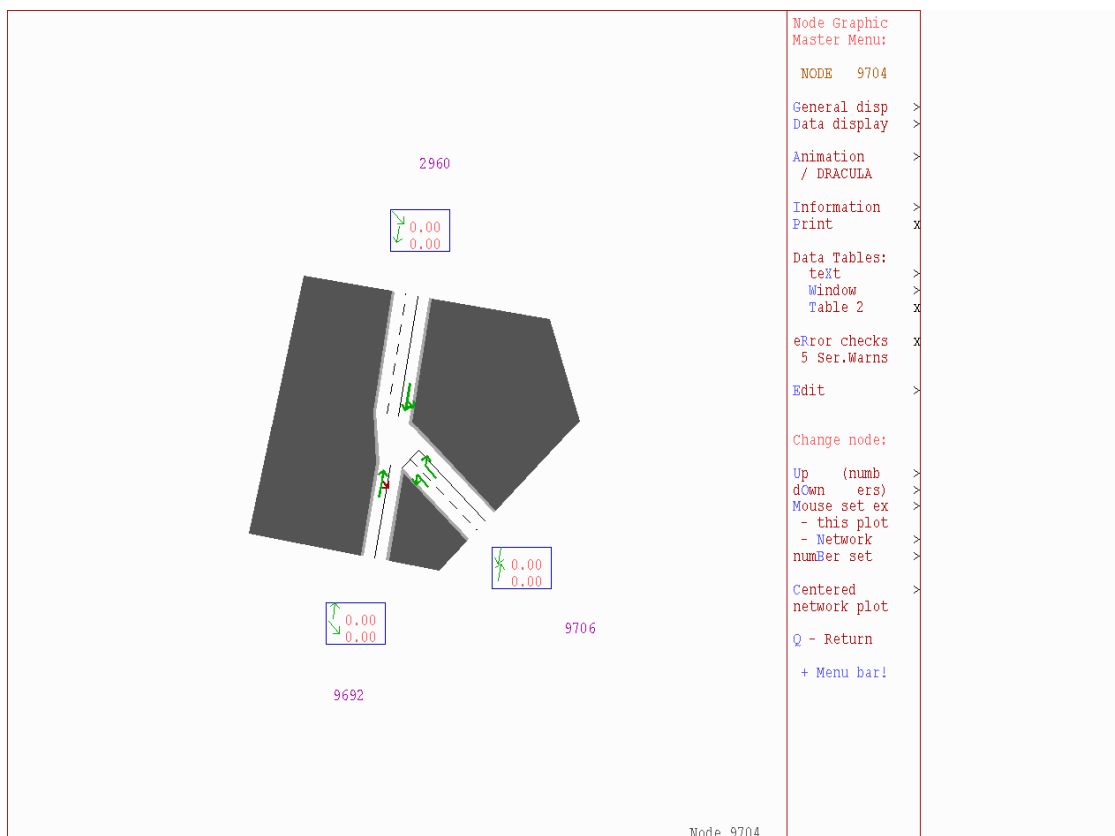 2960
0.00
0.00
0.00
0.00
9706
0.00
0.00
9692
Node 9704
Node Graphic
Master Menu:
NODE 9704
General disp >
Data display >
Animation >
/ DRACULA
Information >
Print x
Data Tables:
teXt >
Window >
Table 2 x
eRror checks x
5 Ser.Warns
Edit >
Change node:
Up (numb >
dOwn ers) >
Mouse set ex >
- this plot
- Network >
numBer set >
Centered >
network plot
Q - Return
+ Menu bar!